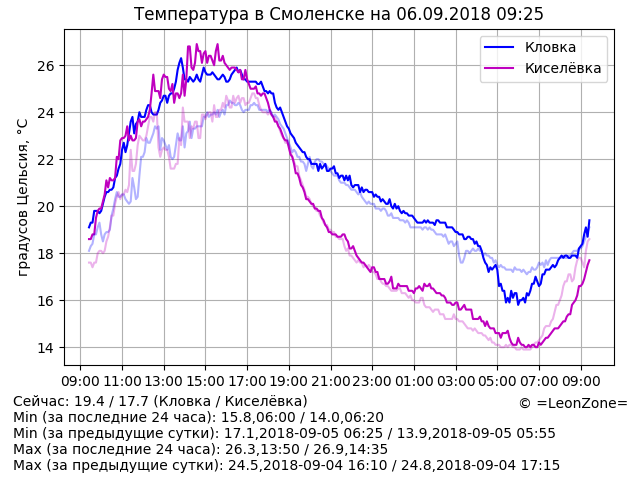 Температура в Смоленске на 06.09.2018 09:25
Кловка
Киселёвка
градусов Цельсия, °C
26
24
22
20
18
16
14
09:00 11:00 13:00 15:00 17:00 19:00 21:00 23:00 01:00 03:00 05:00 07:00 09:00
Сейчас: 19.4 / 17.7 (Кловка / Киселёвка)
© =LeonZone=
Min (за последние 24 часа): 15.8,06:00 / 14.0,06:20
Min (за предыдущие сутки): 17.1,2018-09-05 06:25 / 13.9,2018-09-05 05:55
Max (за последние 24 часа): 26.3,13:50 / 26.9,14:35
Max (за предыдущие сутки): 24.5,2018-09-04 16:10 / 24.8,2018-09-04 17:15